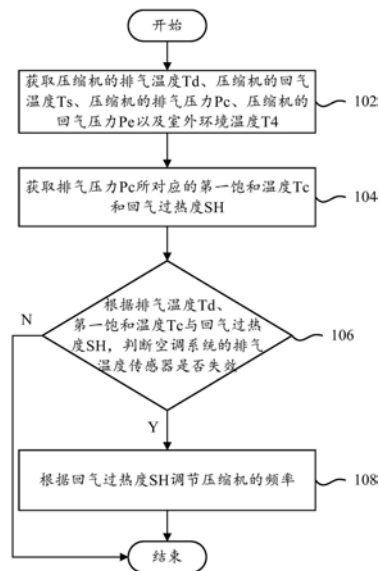 开始
获取压缩机的排气温度Td、压缩机的回气
温度Ts、压缩机的排气压力Pc、压缩机的
回气压力Pe以及室外环境温度T4
102
获取排气压力Pc所对应的第一饱和温度Tc
和回气过热度SH
104
根据排气温度Td、
第一饱和温度Tc与回气过热
度SH，判断空调系统的排气
温度传感器是否失效
106
N
Y
根据回气过热度SH调节压缩机的频率
108
结束